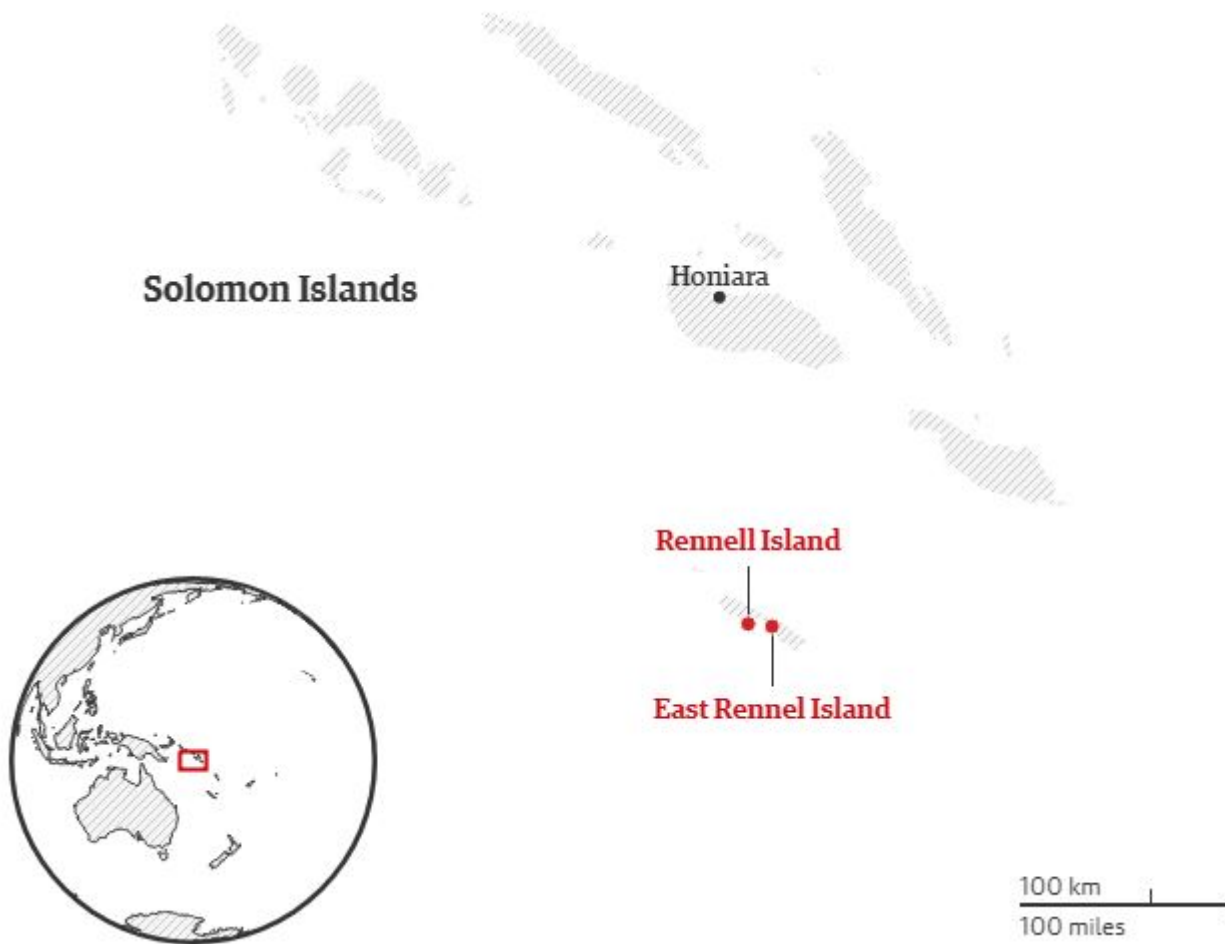 Solomon Islands
Honiara
Rennell Island
East Rennel Island
100 km
100 miles